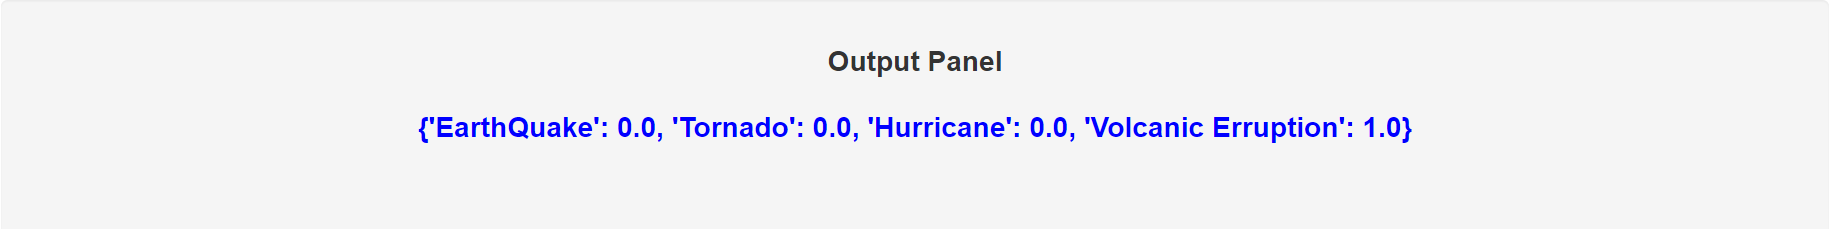 Output Panel
{'EarthQuake': 0.0, 'Tornado': 0.0, 'Hurricane': 0.0, 'Volcanic Erruption': 1.0}